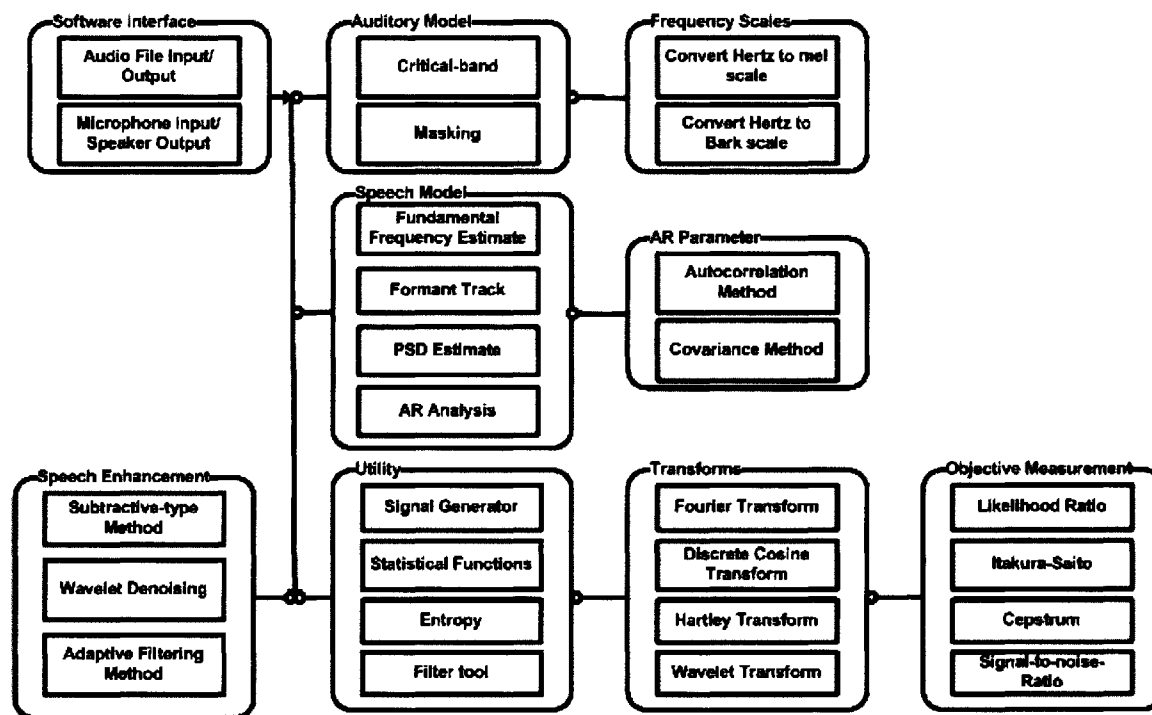 Software Interface
Audio File Input/
Output
Microphone Input/
Speaker Output
Auditory Model
Critical-band
Masking
Frequency Scales
Convert Hertz to mel
scale
Convert Hertz to
Bark scale
Speech Model
Fundamental
Frequency Estimate
Formant Track
PSD Estimate
AR Analysis
AR Parameter
Autocorrelation
Method
Covariance Method
Speech Enhancement
Subtractive-type
Method
Wavelet Denoising
Adaptive Filtering
Method
Utility
Signal Generator
Statistical Functions
Entropy
Filter tool
Transforms
Fourier Transform
Discrete Cosine
Transform
Hartley Transform
Wavelet Transform
Objective Measurement
Likelihood Ratio
Itakura-Saito
Cepstrum
Signal-to-noise-
Ratio